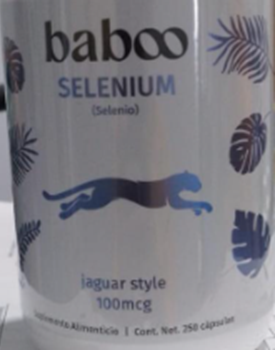 baboo
SELENIUM
(Selenio)
jaguar style
100mcg
Suplemento Alimenticio | Cont. Net. 250 cápsulas